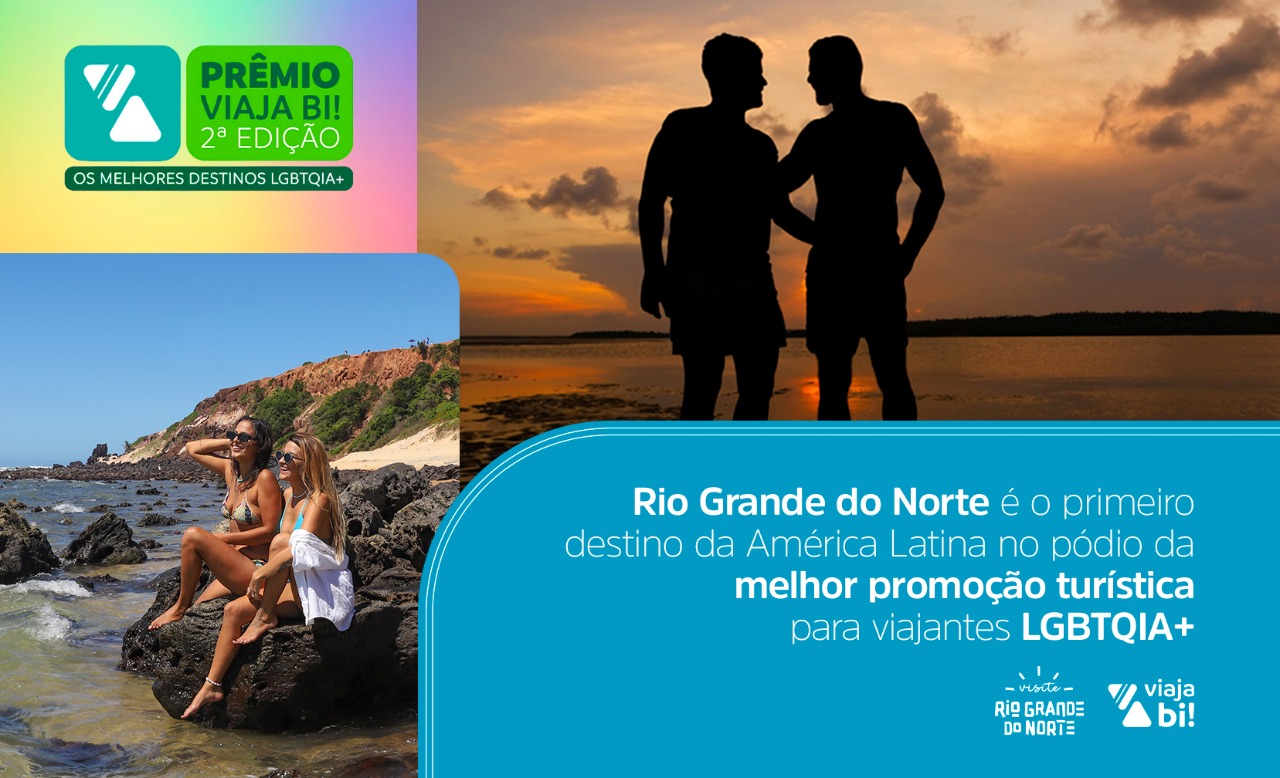 PRÊMIO
VIAJA BI!
2ª EDIÇÃO
OS MELHORES DESTINOS LGBTQIA+
Rio Grande do Norte é o primeiro
destino da América Latina no pódio da
melhor promoção turística
para viajantes LGBTQIA+
visite
RIO GRANDE
DO NORTE
viaja
bi!